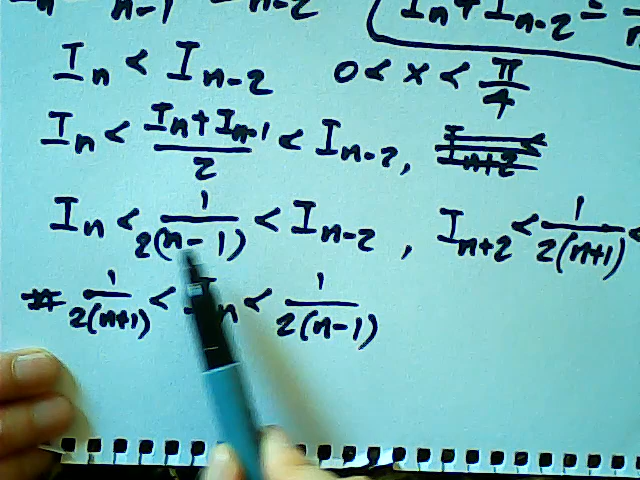 n-1
I_n + I_{n-2} =
I_n < I_{n-2} 0 < x < π/4
I_n < (I_n + I_{n-1})/2 < I_{n-2},
I_n < 1/(2(n-1)) < I_{n-2}, I_{n+2} < 1/(2(n+1)) <
1/(2(n+1)) < I_n < 1/(2(n-1))